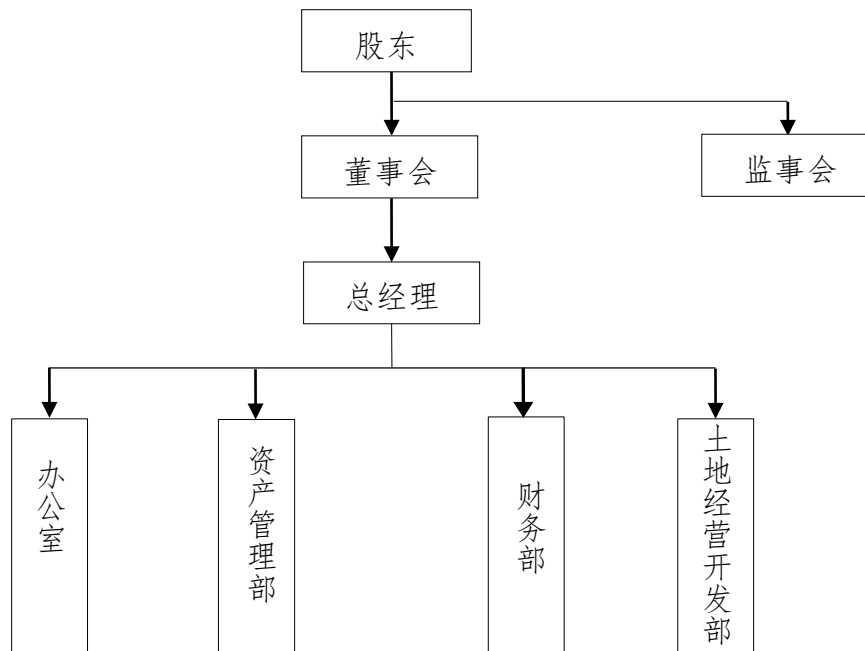 股东
董事会
监事会
总经理
办公室
资产管理部
财务部
土地经营开发部